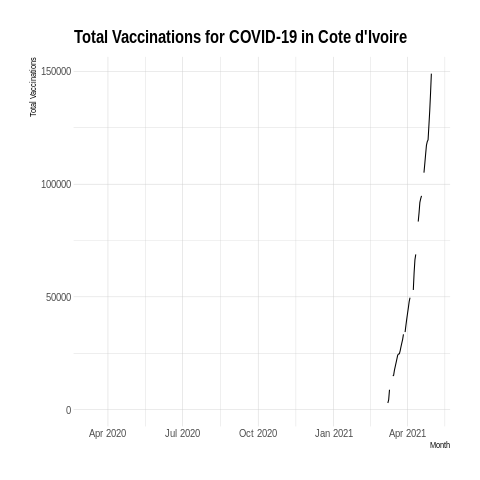 Total Vaccinations for COVID-19 in Cote d'Ivoire
Total Vaccinations
150000
100000
50000
0
Apr 2020 Jul 2020 Oct 2020 Jan 2021 Apr 2021
Month